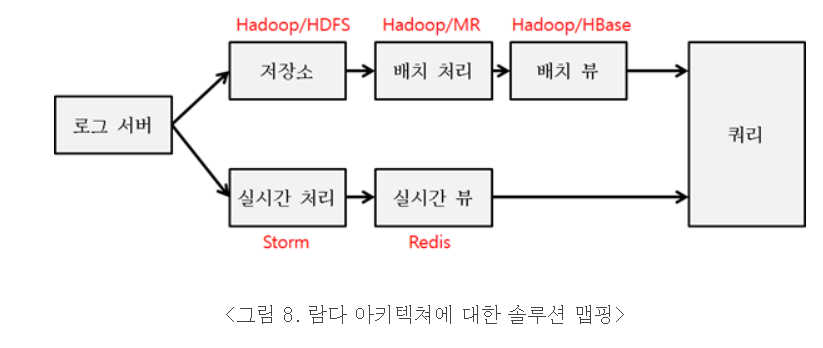 Hadoop/HDFS Hadoop/MR Hadoop/HBase
저장소 배치 처리 배치 뷰
로그 서버
쿼리
실시간 처리 실시간 뷰
Storm Redis
<그림 8. 람다 아키텍쳐에 대한 솔루션 맵핑>